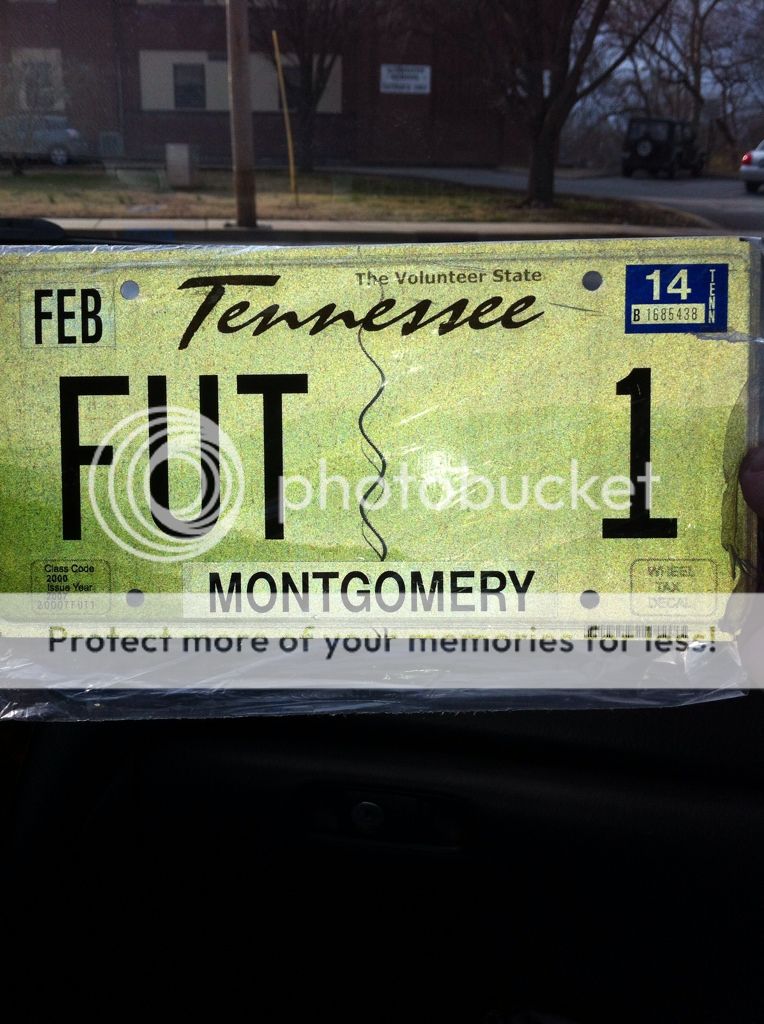 The Volunteer State
FEB
Tennessee
14
TENN
B 1685438
FUT 1
photobucket
Class Code
2000
Issue Year
MONTGOMERY
WHEEL
TAX
DECAL
Protect more of your memories for less!